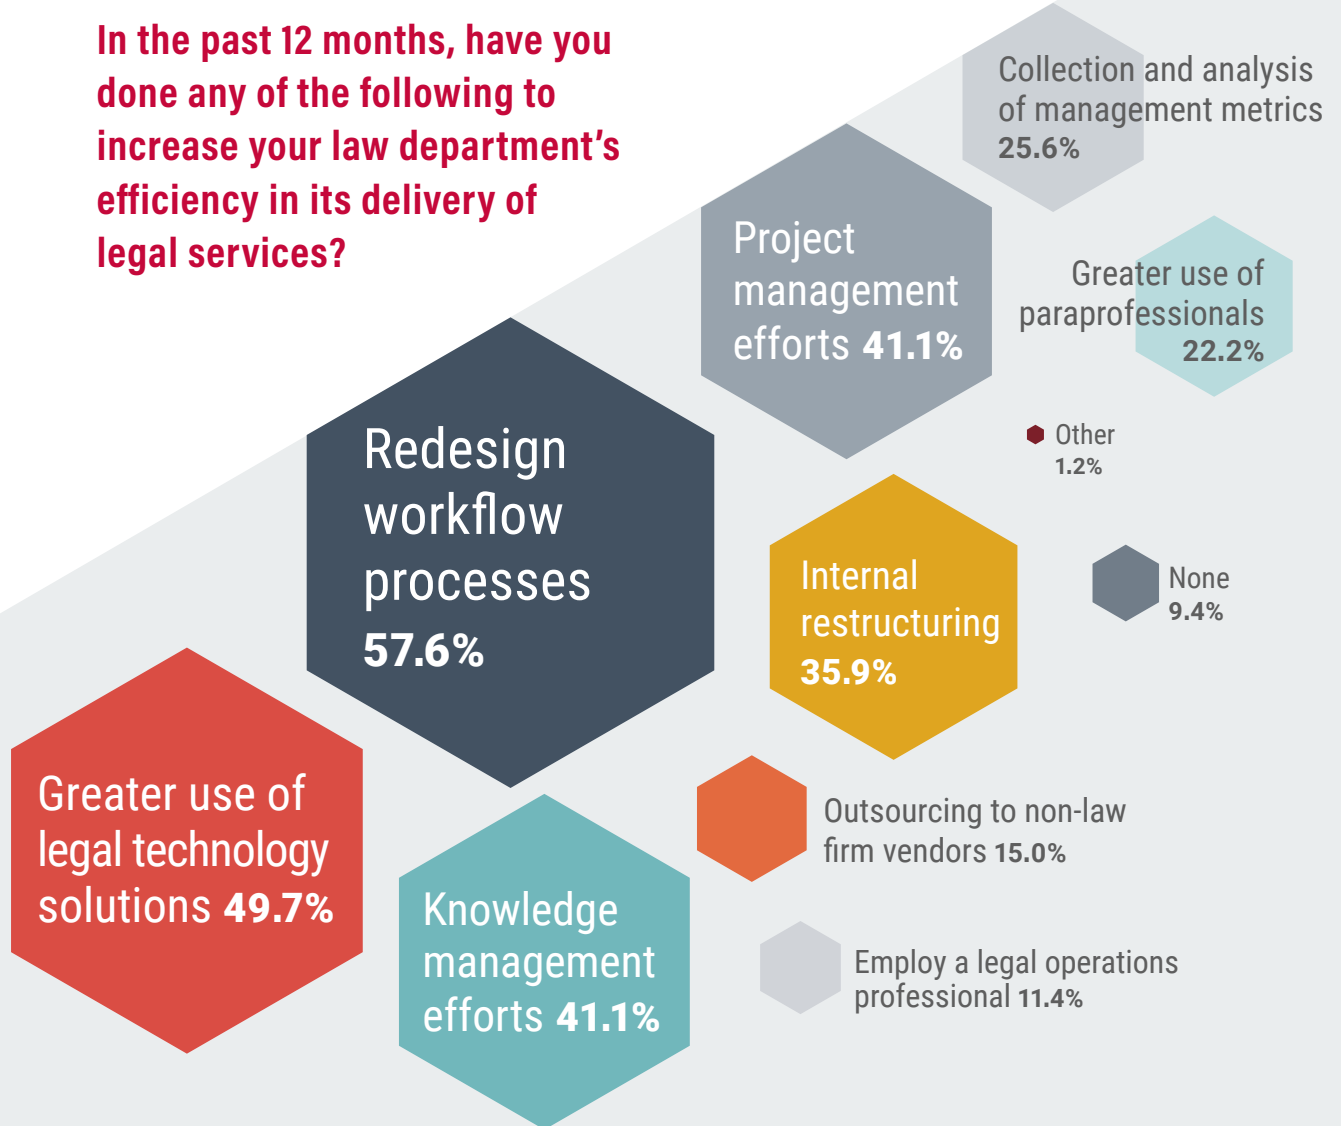 In the past 12 months, have you
done any of the following to
increase your law department’s
efficiency in its delivery of
legal services?
Collection and analysis
of management metrics
25.6%
Project
management
efforts 41.1%
Greater use of
paraprofessionals
22.2%
Other
1.2%
Redesign
workflow
processes
57.6%
Internal
restructuring
35.9%
None
9.4%
Greater use of
legal technology
solutions 49.7%
Knowledge
management
efforts 41.1%
Outsourcing to non-law
firm vendors 15.0%
Employ a legal operations
professional 11.4%